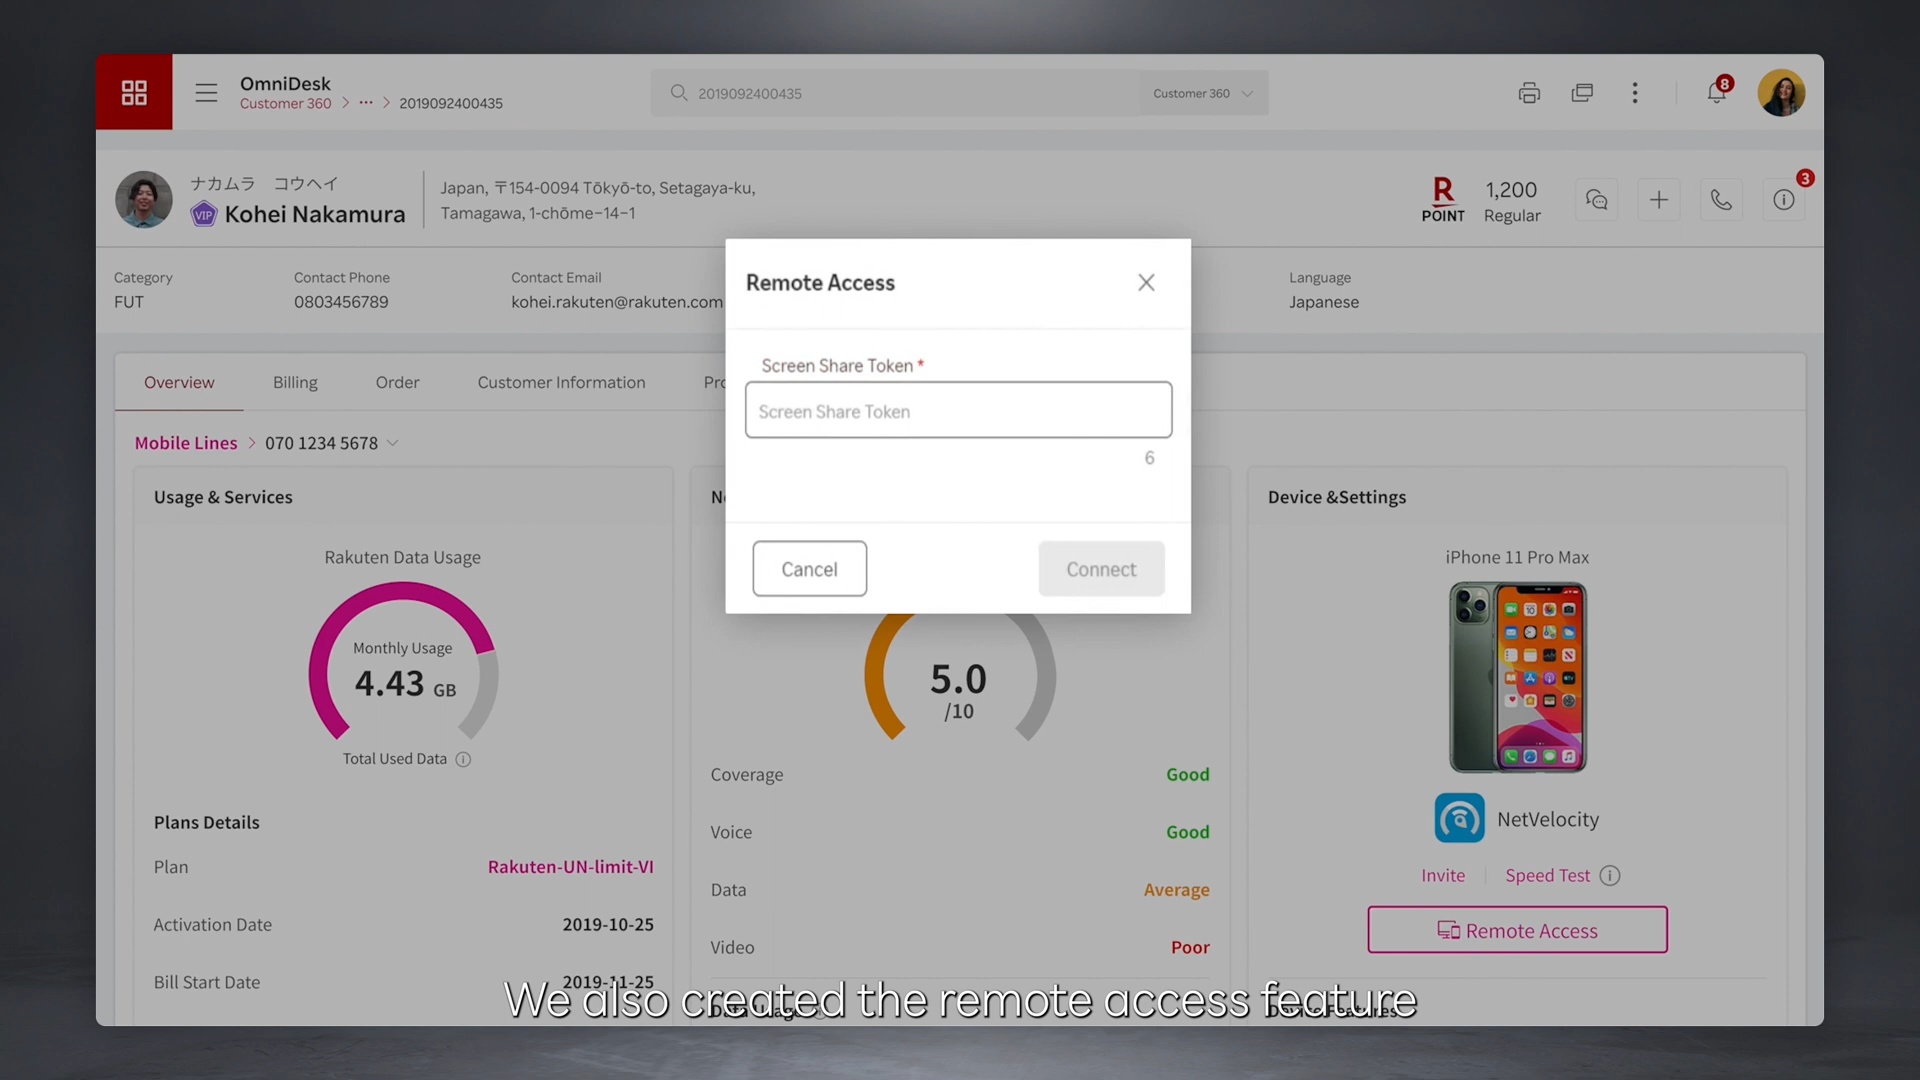 OmniDesk
Customer 360 > ... > 2019092400435
2019092400435
Customer 360
8
ナカムラ コウヘイ
VIP Kohei Nakamura
Japan, 〒154-0094 Tōkyō-to, Setagaya-ku,
Tamagawa, 1-chōme−14−1
R
POINT
1,200
Regular
3
Category
FUT
Contact Phone
0803456789
Contact Email
kohei.rakuten@rakuten.com
Language
Japanese
Remote Access
Screen Share Token *
Screen Share Token
6
Cancel
Connect
Overview
Billing
Order
Customer Information
Mobile Lines > 070 1234 5678
Usage & Services
Rakuten Data Usage
Monthly Usage
4.43 GB
Total Used Data
Plans Details
Plan
Rakuten-UN-limit-VI
Activation Date
2019-10-25
Bill Start Date
2019-11-25
5.0
/10
Coverage
Good
Voice
Good
Data
Average
Video
Poor
Data Usage
Device &Settings
iPhone 11 Pro Max
NetVelocity
Invite
Speed Test
Remote Access
Device Features
We also created the remote access feature